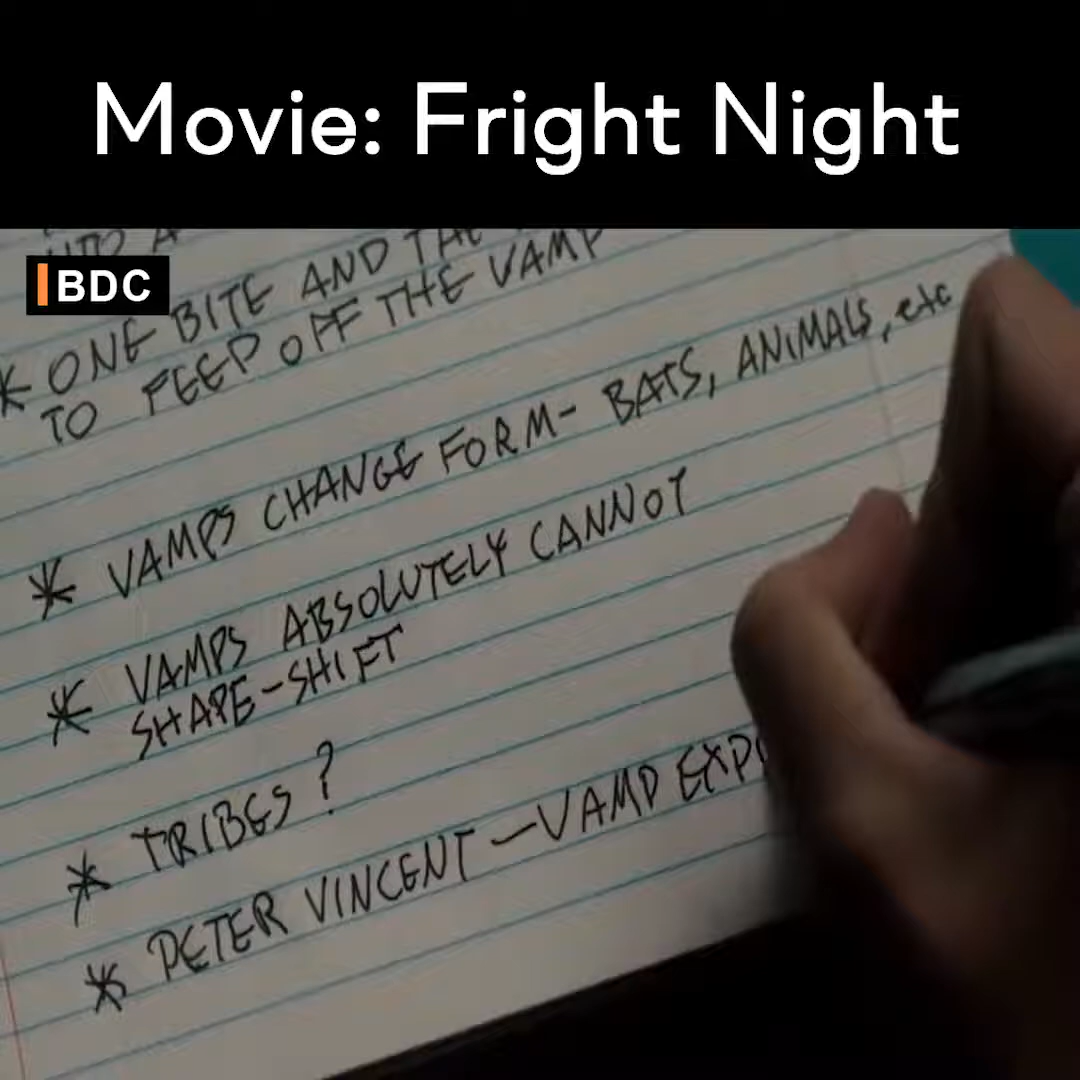 Movie: Fright Night
BDC
* ONE BITE AND
TO FEEP OFF THE VAMP
* VAMPS CHANGE FORM- BATS, ANIMALS, etc
* VAMPS ABSOLUTELY CANNOT
SHAPE-SHIFT
* TRIBES ?
* PETER VINCENT —VAMP